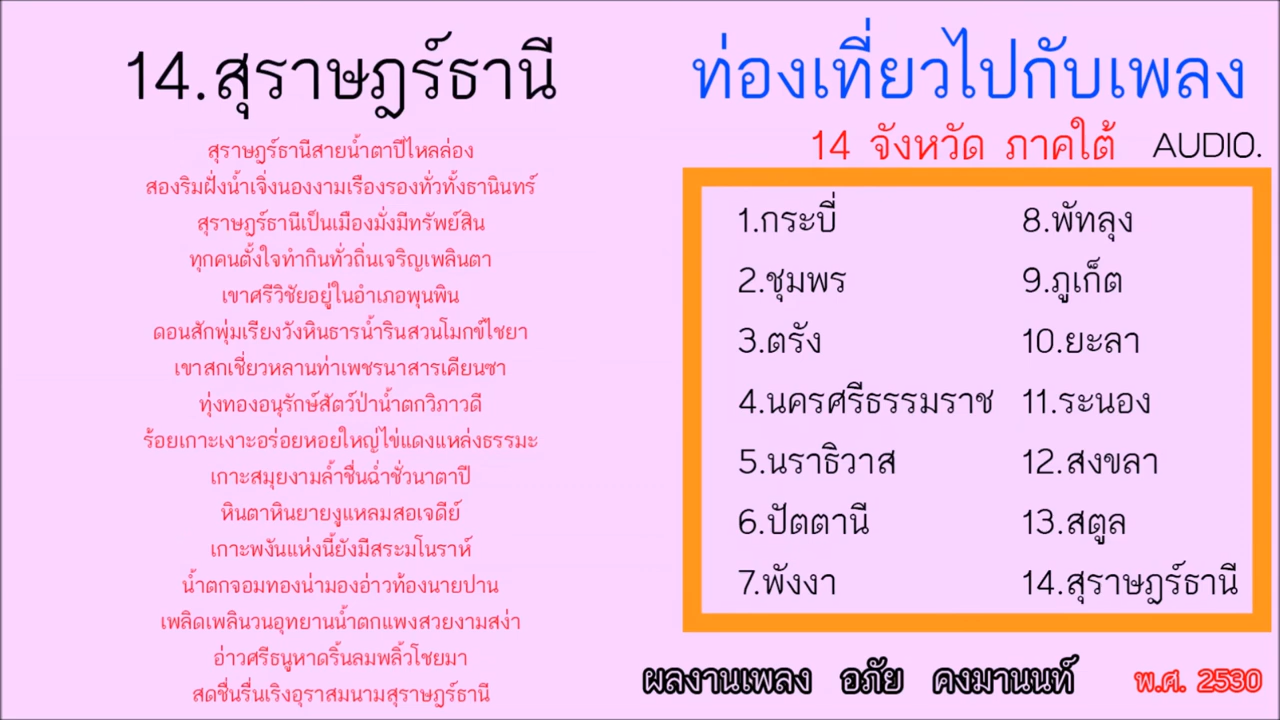 14.สุราษฎร์ธานี
สุราษฎร์ธานีสายน้ำตาปีไหลล่อง
สองริมฝั่งน้ำเจิ่งนองงามเรืองรองทั่วทั้งธานินทร์
สุราษฎร์ธานีเป็นเมืองมั่งมีทรัพย์สิน
ทุกคนตั้งใจทำกินทั่วถิ่นเจริญเพลินตา
เขาศรีวิชัยอยู่ในอำเภอพุนพิน
ดอนสักพุ่มเรียงวังหินธารน้ำรินสวนโมกข์ไชยา
เขาสกเชี่ยวหลานท่าเพชรนาสารเคียนซา
ทุ่งทองอนุรักษ์สัตว์ป่าน้ำตกวิภาวดี
ร้อยเกาะเงาะอร่อยหอยใหญ่ไข่แดงแหล่งธรรมะ
เกาะสมุยงามล้ำชื่นฉ่ำชั่วนาตาปี
หินตาหินยายงูแหลมสอเจดีย์
เกาะพงันแห่งนี้ยังมีสระมโนราห์
น้ำตกจอมทองน่ามองอ่าวท้องนายปาน
เพลิดเพลินวนอุทยานน้ำตกแพงสวยงามสง่า
อ่าวศรีธนูหาดริ้นลมพลิ้วโชยมา
สดชื่นรื่นเริงอุราสมนามสุราษฎร์ธานี
ท่องเที่ยวไปกับเพลง
14 จังหวัด ภาคใต้ AUDIO.
1.กระบี่
2.ชุมพร
3.ตรัง
4.นครศรีธรรมราช
5.นราธิวาส
6.ปัตตานี
7.พังงา
8.พัทลุง
9.ภูเก็ต
10.ยะลา
11.ระนอง
12.สงขลา
13.สตูล
14.สุราษฎร์ธานี
ผลงานเพลง อภัย คงมานนท์ พ.ศ. 2530